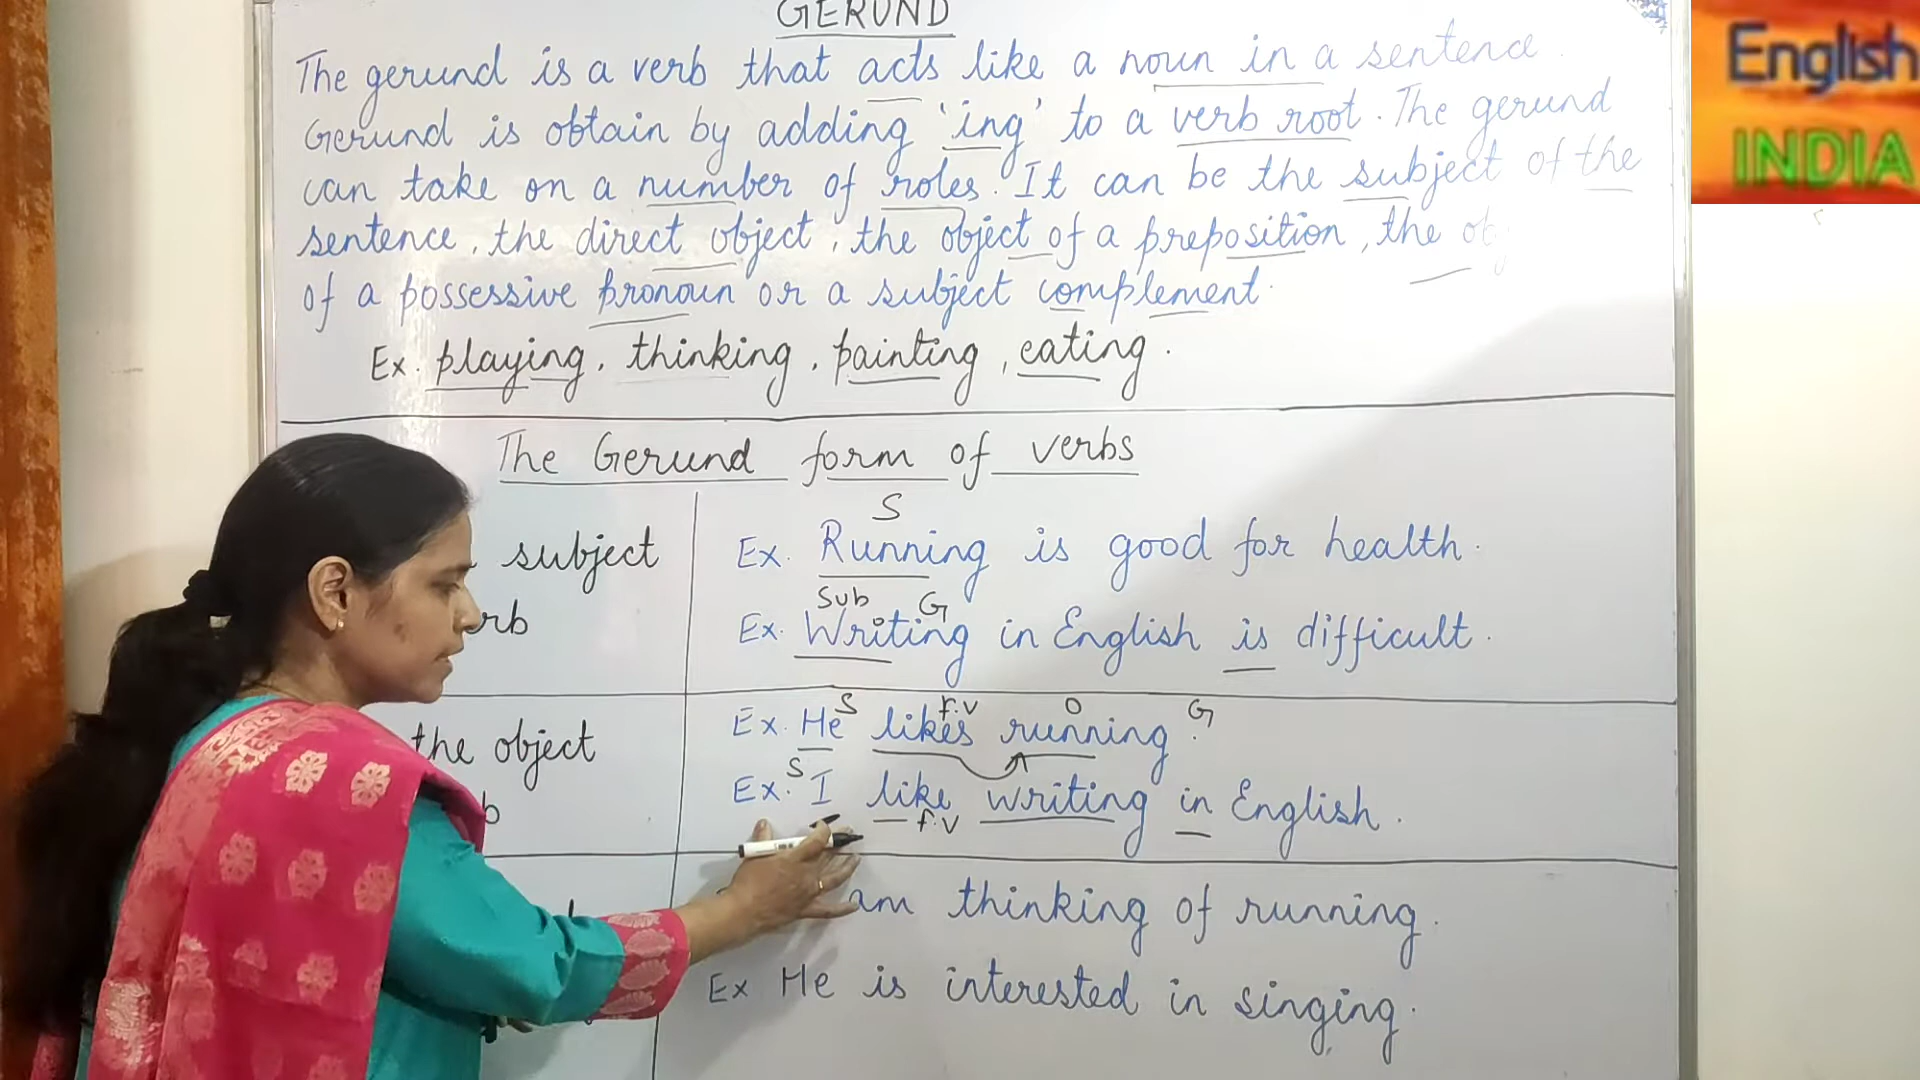 GERUND
English
INDIA
The gerund is a verb that acts like a noun in a sentence.
Gerund is obtain by adding 'ing' to a verb root. The gerund
can take on a number of roles. It can be the subject of the
sentence, the direct object, the object of a preposition, the
of a possessive pronoun or a subject complement.
Ex. playing, thinking, painting, eating.
The Gerund form of verbs
S
subject
Ex. Running is good for health.
Sub G
Ex. Writing in English is difficult.
S f.v O G
the object
Ex. He likes running.
S
Ex. I like writing in English.
f.v
am thinking of running.
Ex He is interested in singing.